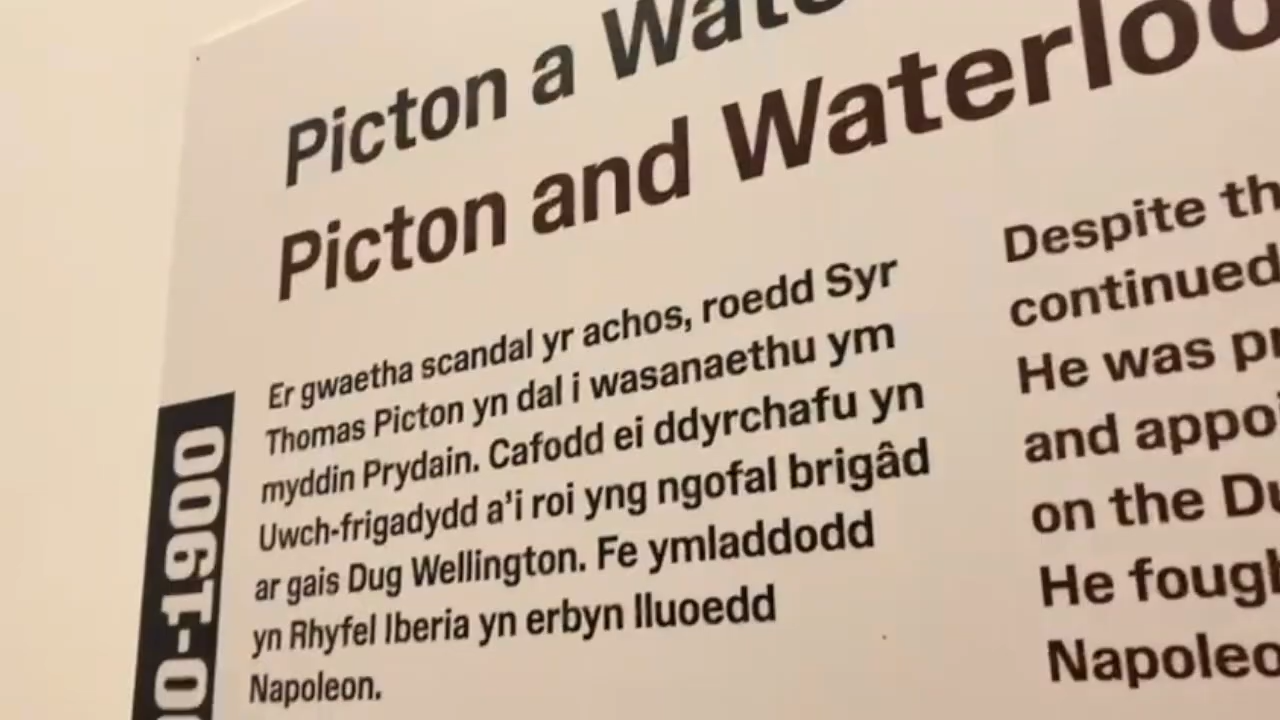 Picton a
Picton and Waterloo
Er gwaetha scandal yr achos, roedd Syr
Thomas Picton yn dal i wasanaethu ym
myddin Prydain. Cafodd ei ddyrchafu yn
Uwch-frigadydd a'i roi yng ngofal brigâd
ar gais Dug Wellington. Fe ymladdodd
yn Rhyfel Iberia yn erbyn lluoedd
Napoleon.
Despite
continued
He was
and
on the
He
0-1900